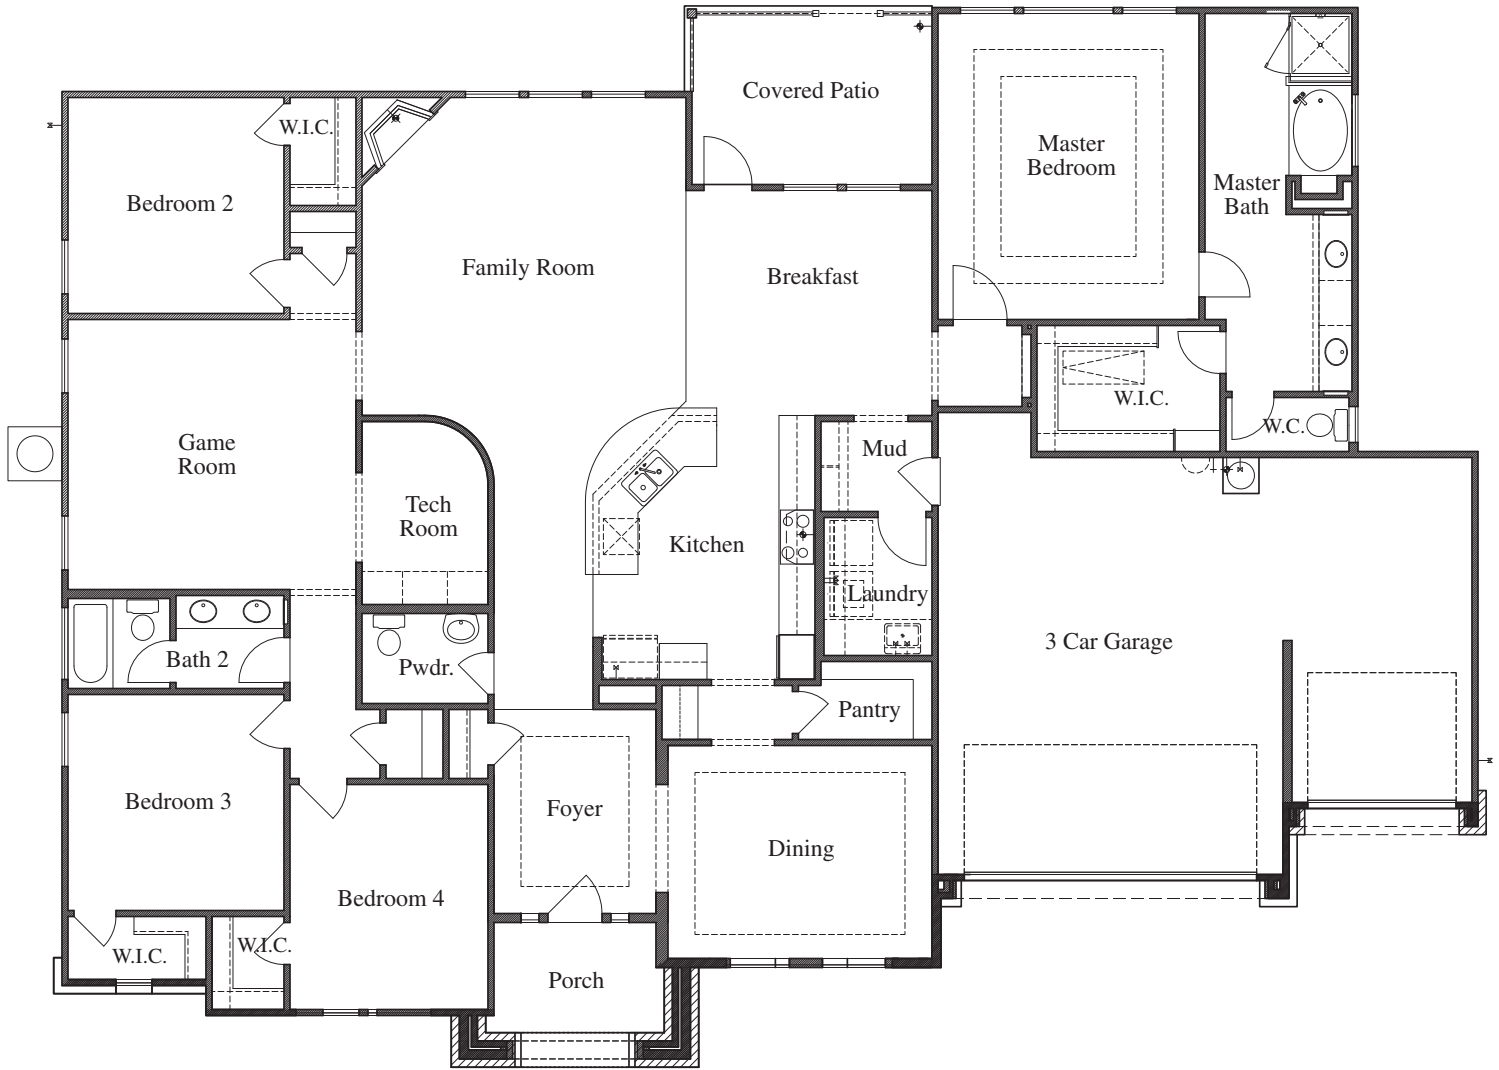 Covered Patio
W.I.C.
Master
Bedroom
Bedroom 2
Master
Bath
Family Room
Breakfast
W.I.C.
W.C.
Game
Room
Mud
Tech
Room
Kitchen
Laundry
3 Car Garage
Bath 2
Pwdr.
Pantry
Bedroom 3
Foyer
Dining
Bedroom 4
W.I.C.
W.I.C.
Porch